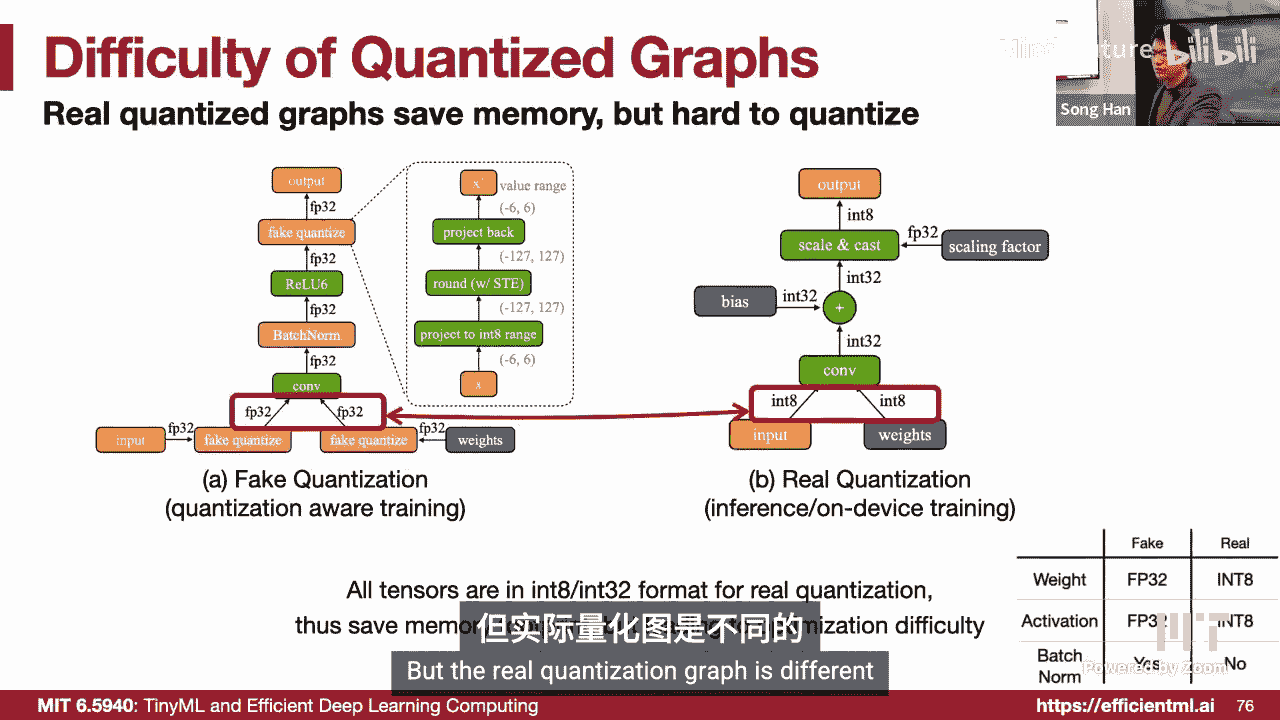 Difficulty of Quantized Graphs
Real quantized graphs save memory, but hard to quantize
bilibili
Song Han
output
fp32
fake quantize
fp32
ReLU6
fp32
BatchNorm
fp32
conv
fp32 fp32
input fp32 fake quantize fake quantize fp32 weights
x` value range
(-6, 6)
project back
(-127, 127)
round (w/ STE)
(-127, 127)
project to int8 range
(-6, 6)
x
(a) Fake Quantization
(quantization aware training)
output
int8
scale & cast fp32 scaling factor
int32
bias int32 +
int32
conv
int8 int8
input weights
(b) Real Quantization
(inference/on-device training)
All tensors are in int8/int32 format for real quantization,
thus save memory
Fake Real
Weight FP32 INT8
Activation FP32 INT8
Batch Norm Yes No
但实际量化图是不同的
But the real quantization graph is different
MIT
Powered by Zoom
MIT 6.5940: TinyML and Efficient Deep Learning Computing
https://efficientml.ai
76